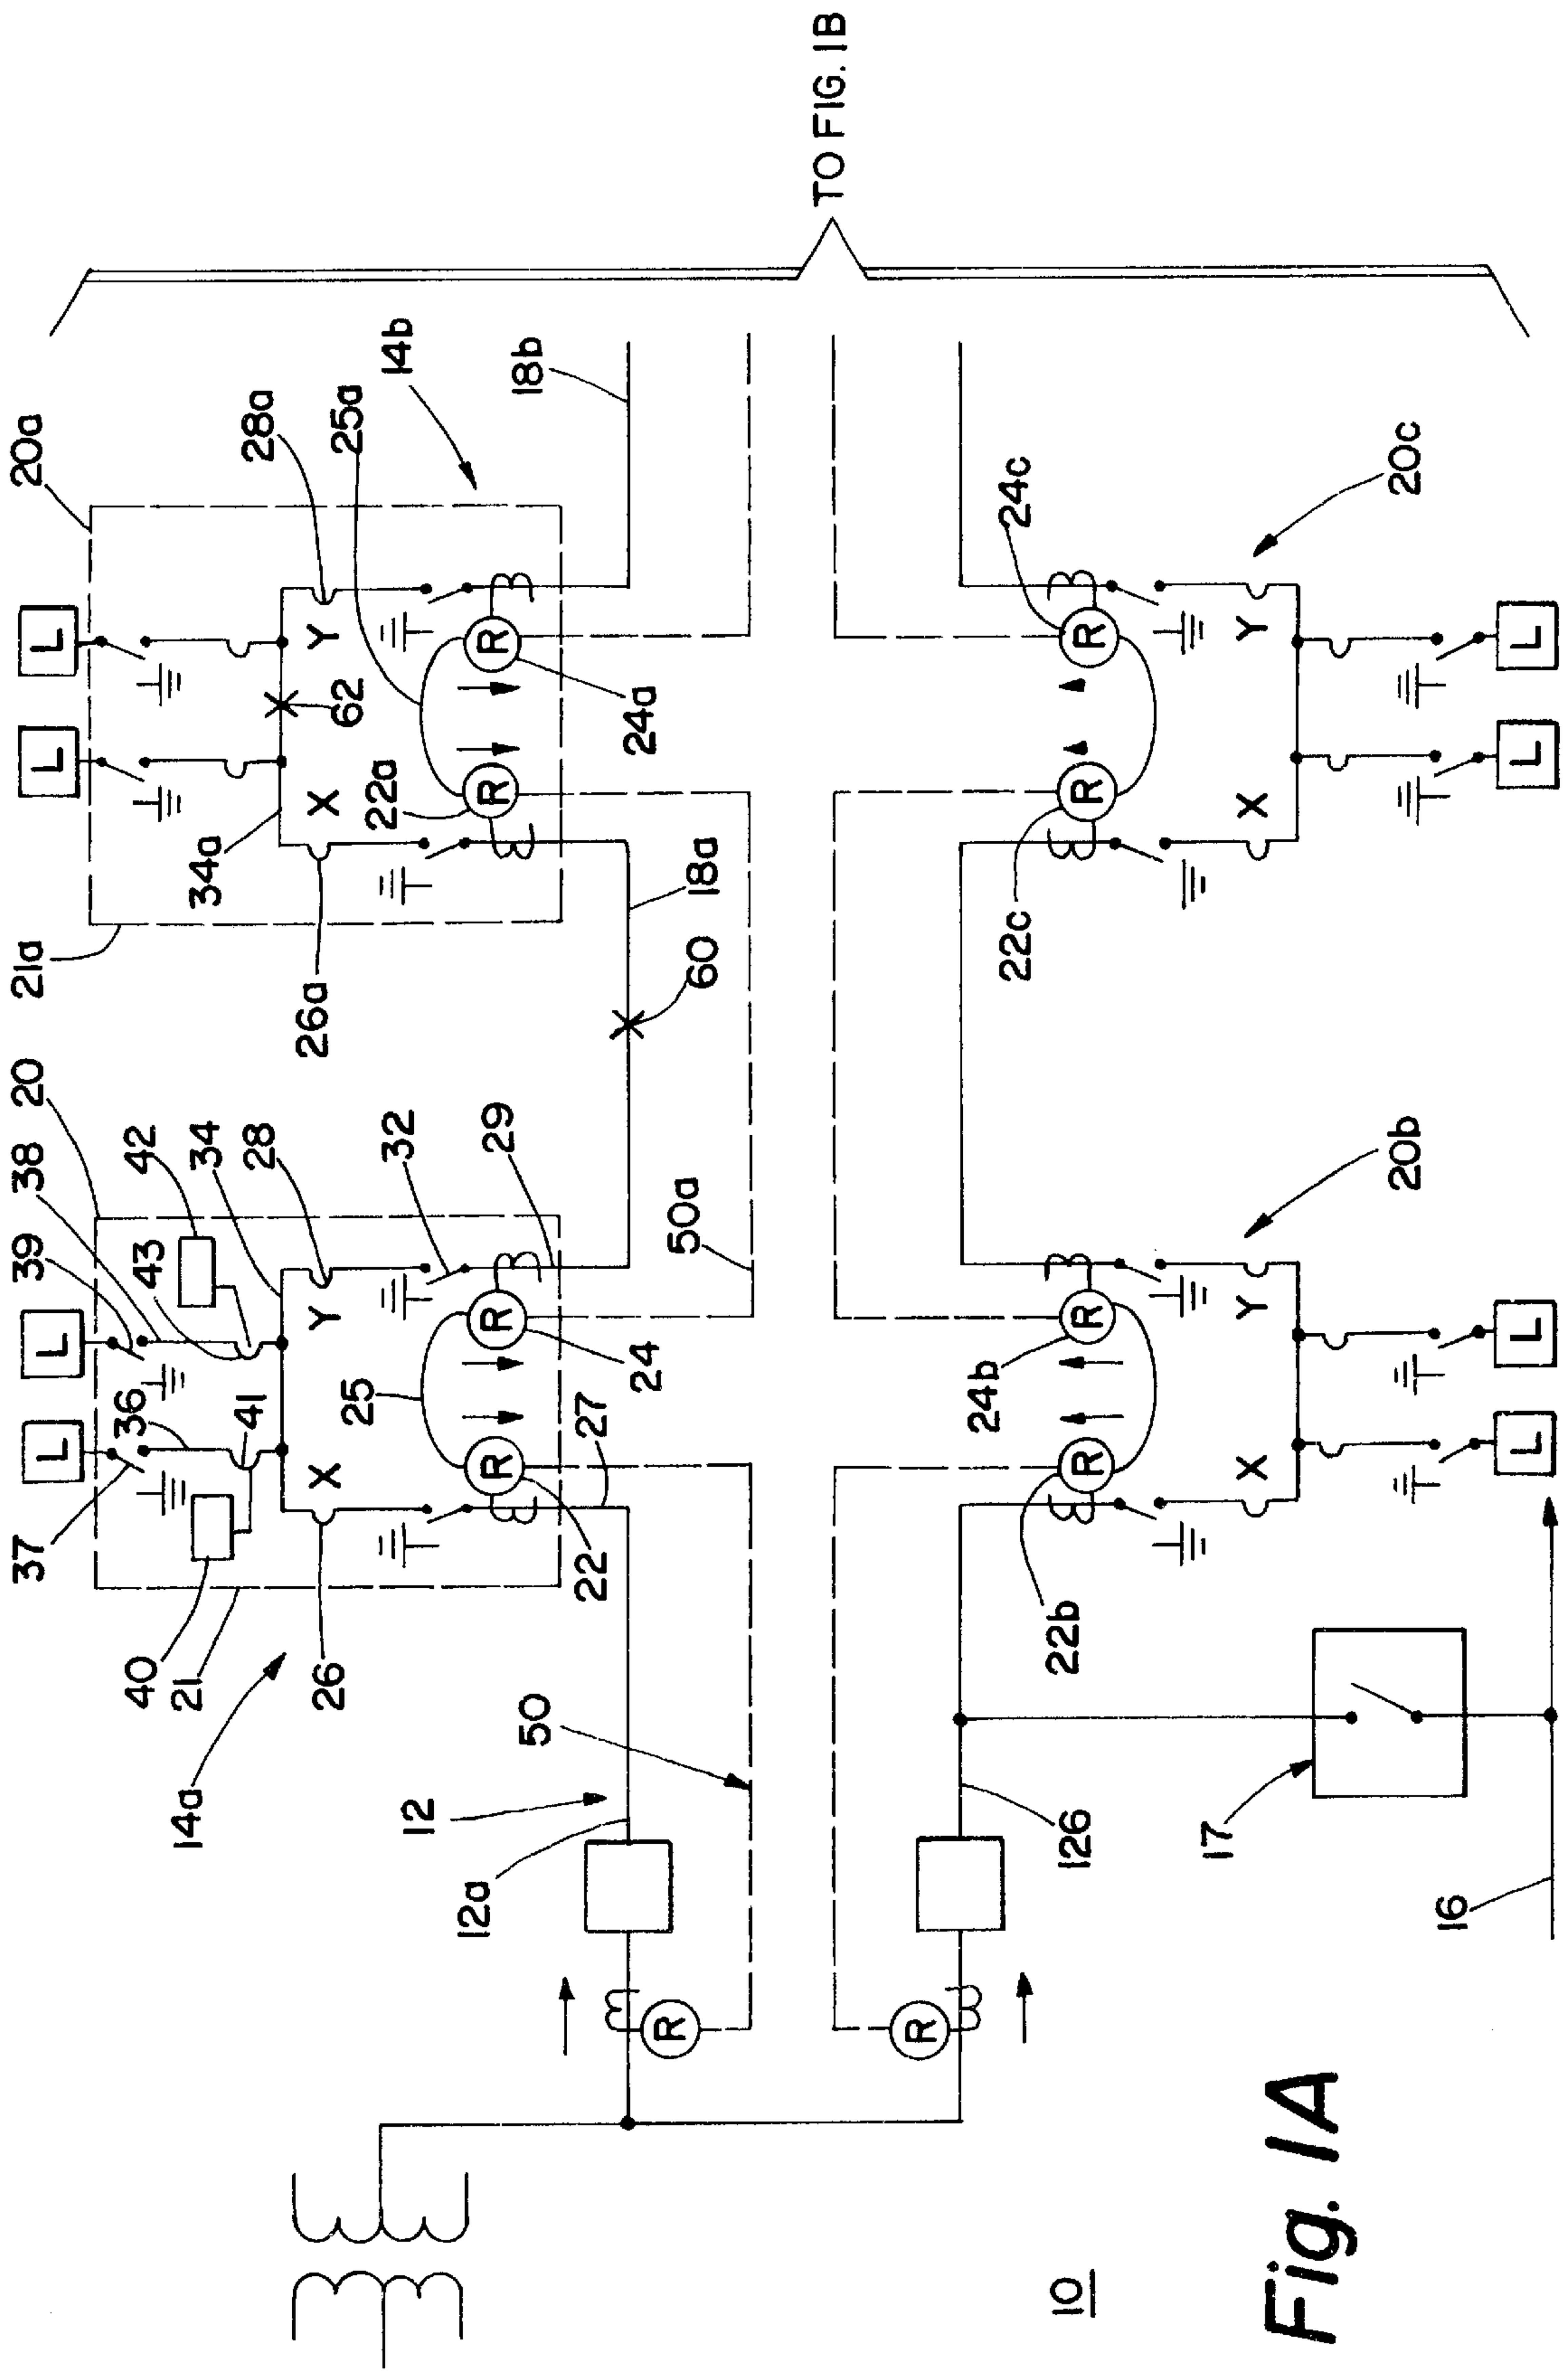 20a
L
L
21a
34a
X
62
Y
28a
25a
14b
26a
22a
R
R
24a
18a
18b
60
20
38
39
42
43
34
28
L
L
37
36
41
40
21
14a
26
X
Y
25
32
29
R
R
22
24
27
50a
12
12a
50
R
R
126
17
16
22b
R
R
24b
X
Y
20b
L
L
22c
R
R
24c
X
Y
20c
L
L
TO FIG. 1B
10
Fig. 1A